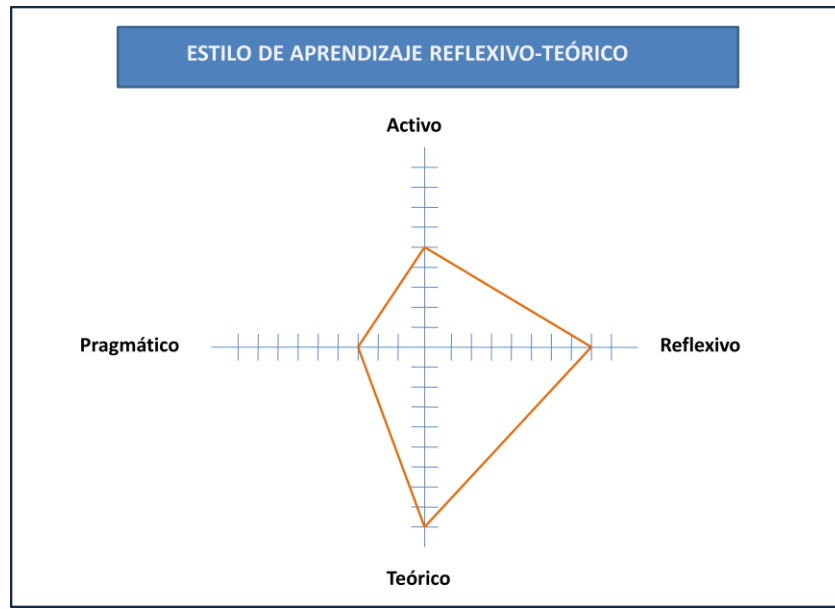 ESTILO DE APRENDIZAJE REFLEXIVO-TEÓRICO
Activo
Pragmático
Reflexivo
Teórico